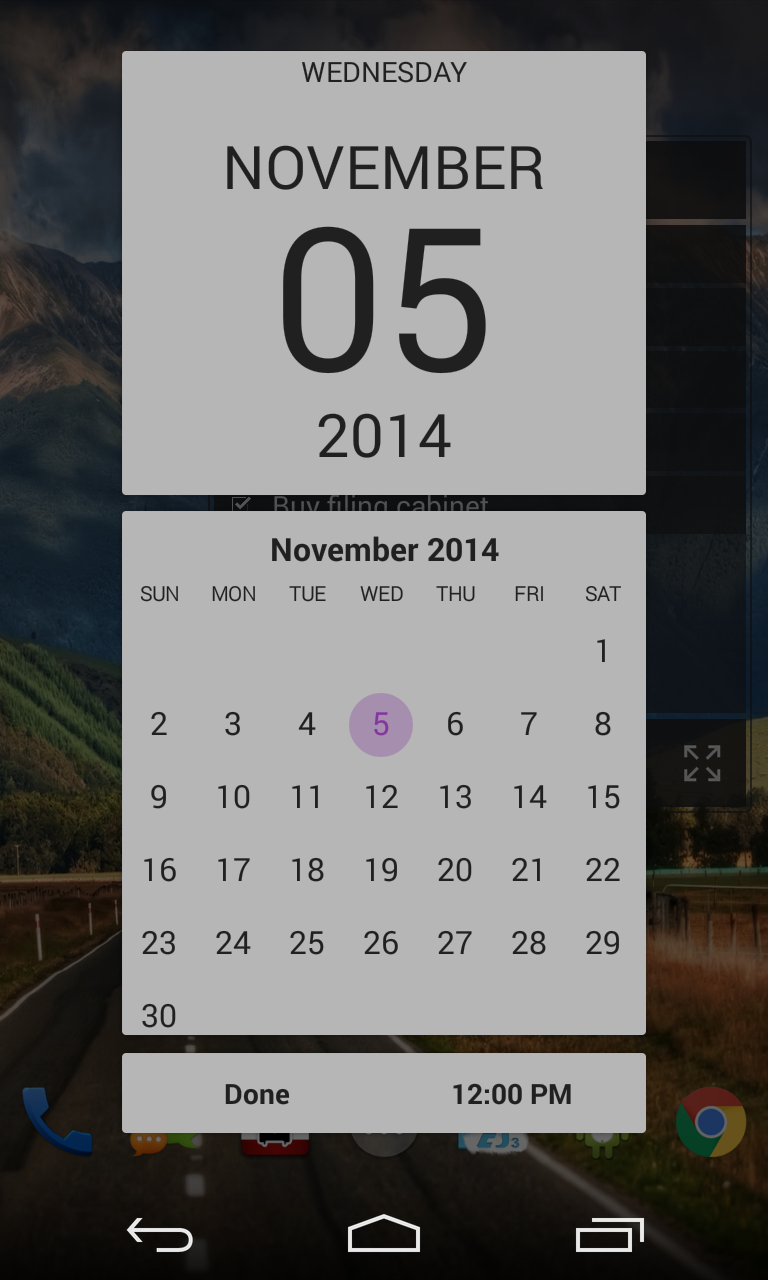 WEDNESDAY
NOVEMBER
05
2014
Buy filing cabinet
November 2014
SUN MON TUE WED THU FRI SAT
1
2 3 4 5 6 7 8
9 10 11 12 13 14 15
16 17 18 19 20 21 22
23 24 25 26 27 28 29
30
Done 12:00 PM